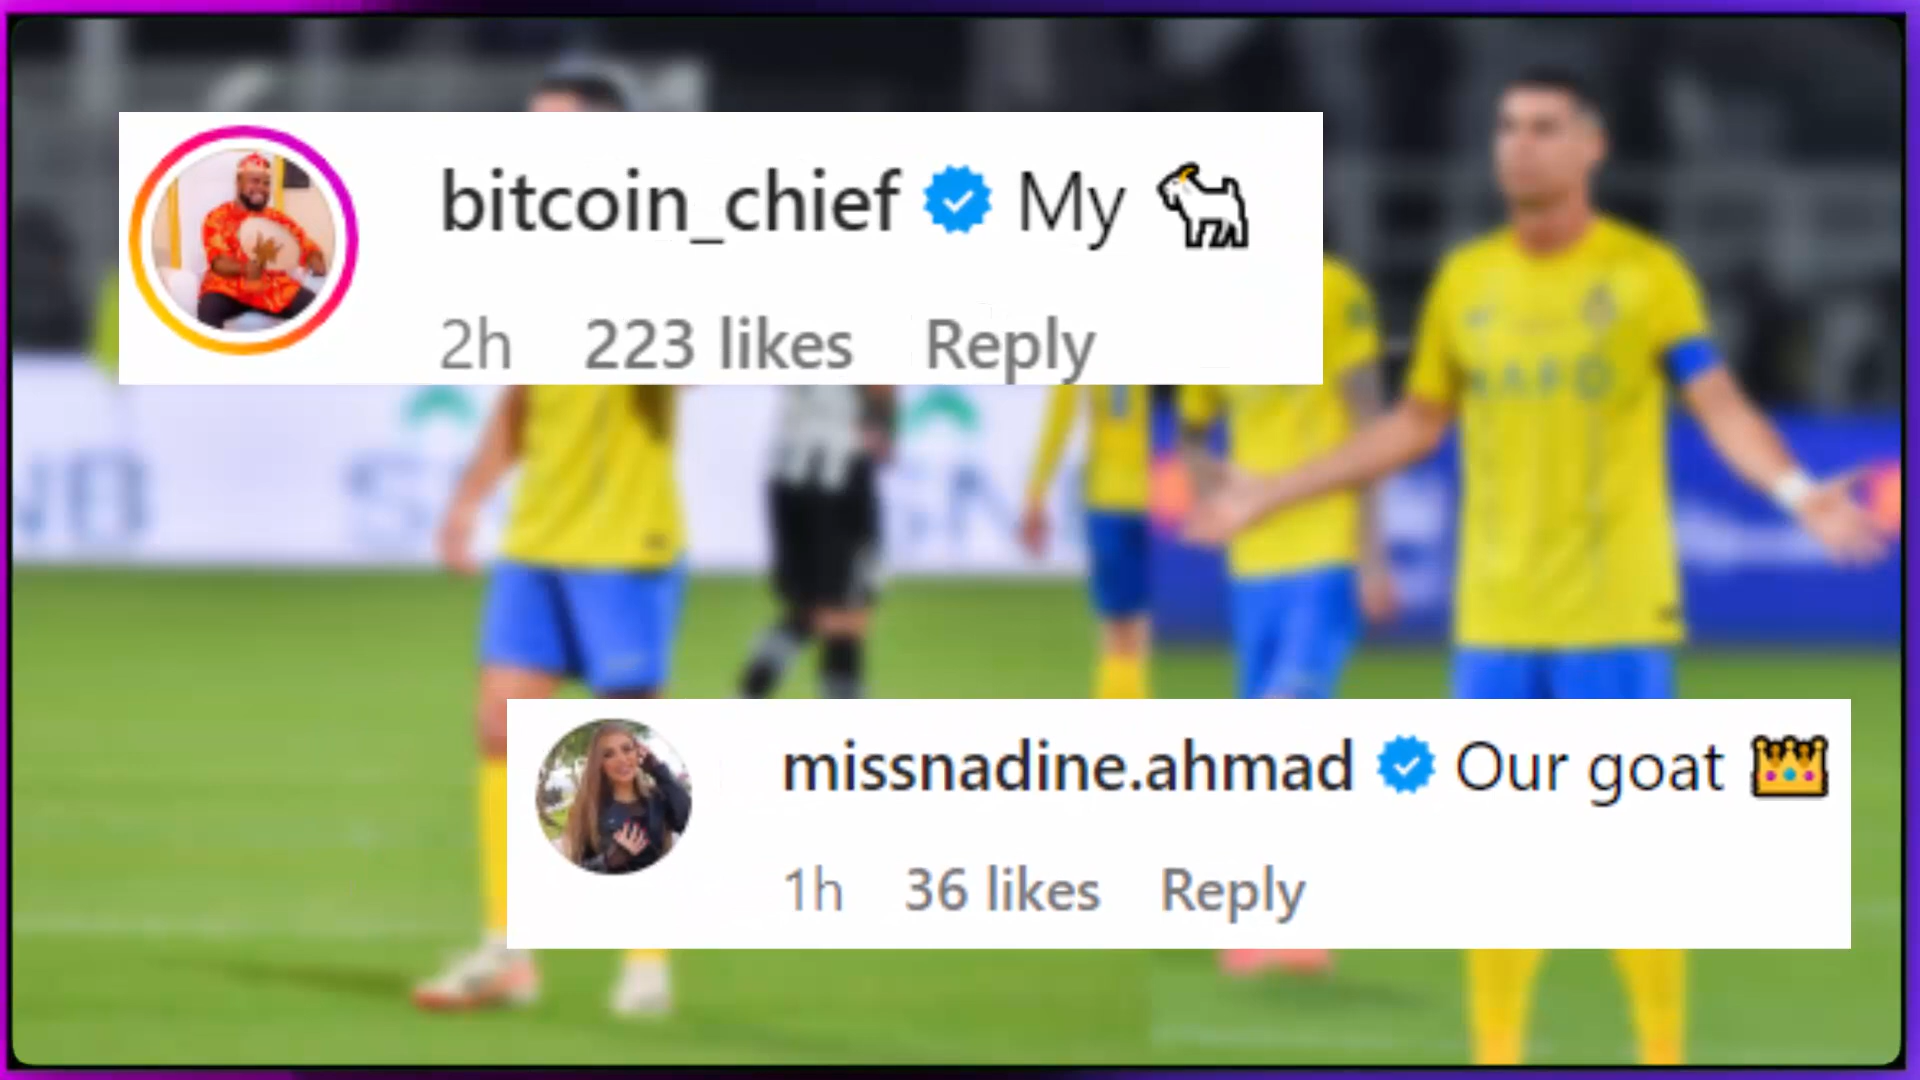 bitcoin_chief My 🐐
2h 223 likes Reply
missnadine.ahmad Our goat 👑
1h 36 likes Reply